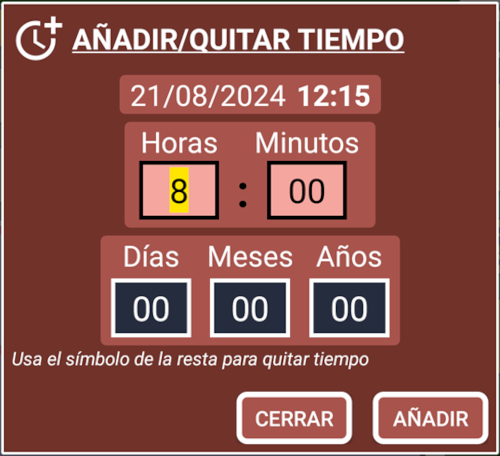 AÑADIR/QUITAR TIEMPO
21/08/2024 12:15
Horas Minutos
8 : 00
Días Meses Años
00 00 00
Usa el símbolo de la resta para quitar tiempo
CERRAR AÑADIR